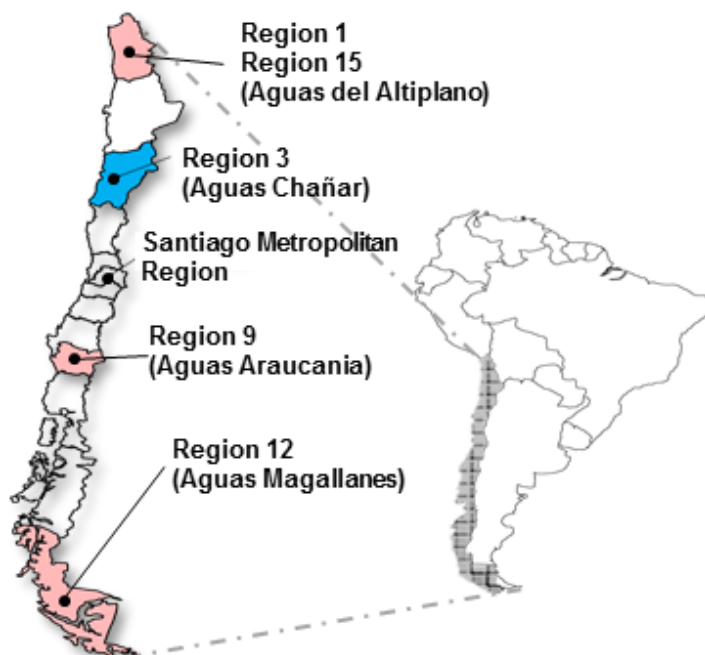 Region 1
Region 15
(Aguas del Altiplano)
Region 3
(Aguas Chañar)
Santiago Metropolitan
Region
Region 9
(Aguas Araucania)
Region 12
(Aguas Magallanes)